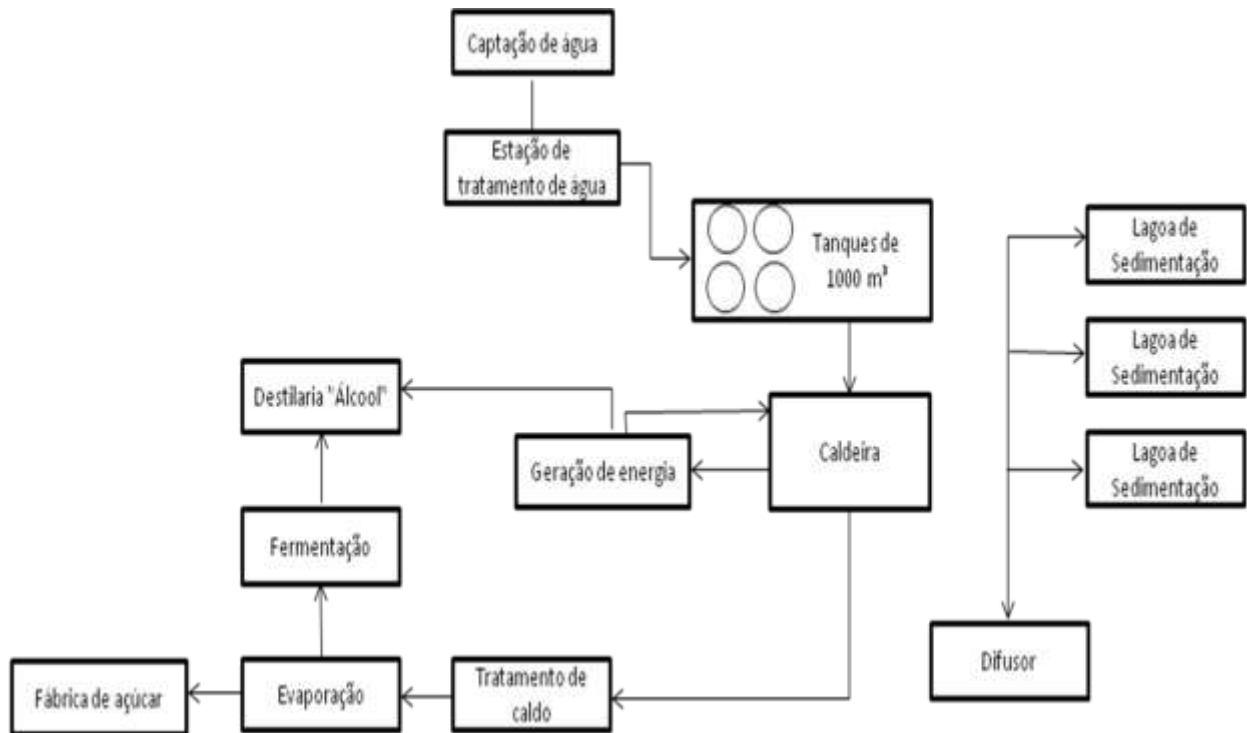 Captação de água
Estação de
tratamento de água
Tanques de
1000 m³
Lagoa de
Sedimentação
Lagoa de
Sedimentação
Lagoa de
Sedimentação
Destilaria "Álcool"
Geração de energia
Caldeira
Fermentação
Difusor
Fábrica de açúcar
Evaporação
Tratamento de
caldo